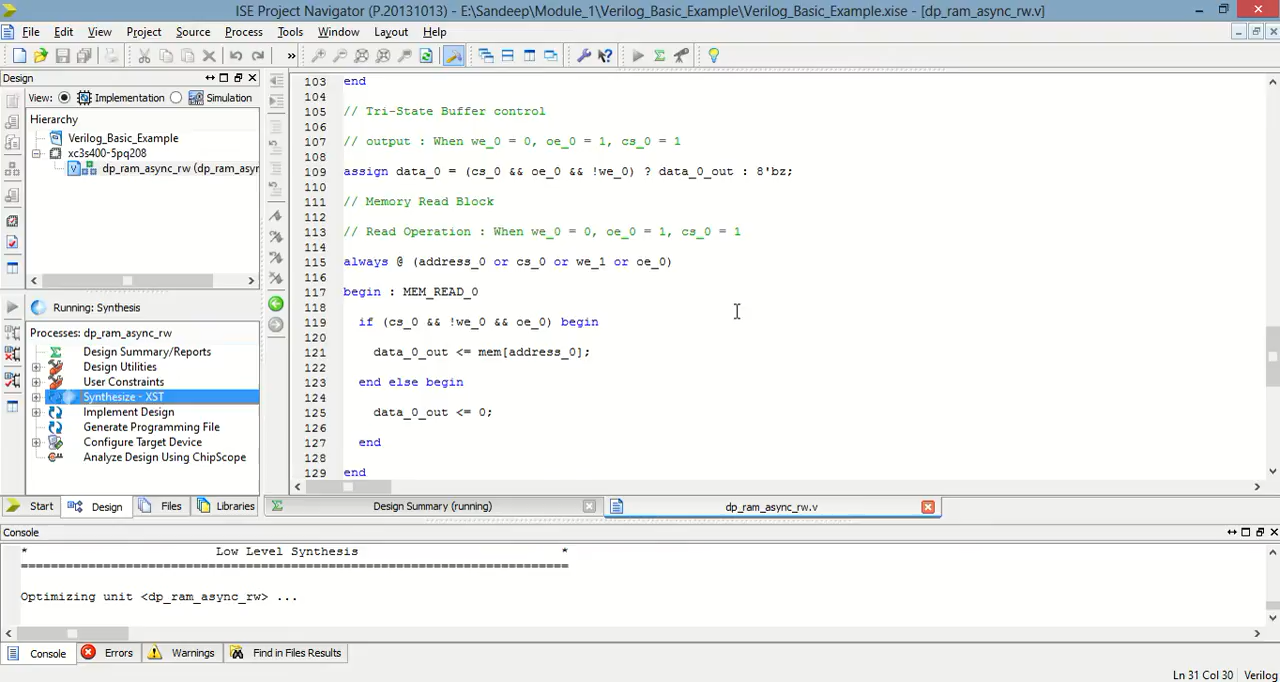 ISE Project Navigator (P.20131013) - E:\Sandeep\Module_1\Verilog_Basic_Example\Verilog_Basic_Example.xise - [dp_ram_async_rw.v]
File Edit View Project Source Process Tools Window Layout Help
Design
View: Implementation Simulation
Hierarchy
Verilog_Basic_Example
xc3s400-5pq208
dp_ram_async_rw (dp_ram_asyr
Running: Synthesis
Processes: dp_ram_async_rw
Design Summary/Reports
Design Utilities
User Constraints
Synthesize - XST
Implement Design
Generate Programming File
Configure Target Device
Analyze Design Using ChipScope
Start Design Files Libraries
103 end
104
105 // Tri-State Buffer control
106
107 // output : When we_0 = 0, oe_0 = 1, cs_0 = 1
108
109 assign data_0 = (cs_0 && oe_0 && !we_0) ? data_0_out : 8'bz;
110
111 // Memory Read Block
112
113 // Read Operation : When we_0 = 0, oe_0 = 1, cs_0 = 1
114
115 always @ (address_0 or cs_0 or we_1 or oe_0)
116
117 begin : MEM_READ_0
118
119 if (cs_0 && !we_0 && oe_0) begin
120
121 data_0_out <= mem[address_0];
122
123 end else begin
124
125 data_0_out <= 0;
126
127 end
128
129 end
Design Summary (running) dp_ram_async_rw.v
Console
* Low Level Synthesis *
=========================================================================
Optimizing unit <dp_ram_async_rw> ...
Console Errors Warnings Find in Files Results
Ln 31 Col 30 Verilog